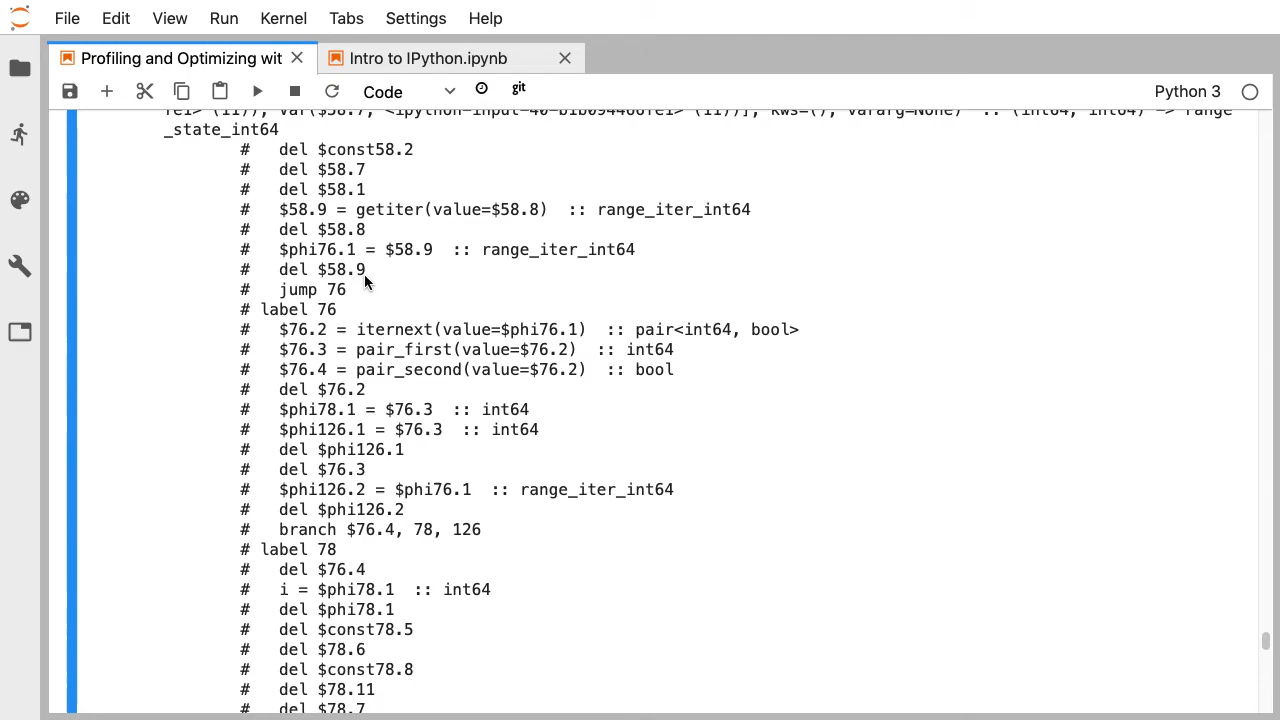 File Edit View Run Kernel Tabs Settings Help
Profiling and Optimizing wit
Intro to IPython.ipynb
Code
git
Python 3
_state_int64
# del $const58.2
# del $58.7
# del $58.1
# $58.9 = getiter(value=$58.8) :: range_iter_int64
# del $58.8
# $phi76.1 = $58.9 :: range_iter_int64
# del $58.9
# jump 76
# label 76
# $76.2 = iternext(value=$phi76.1) :: pair<int64, bool>
# $76.3 = pair_first(value=$76.2) :: int64
# $76.4 = pair_second(value=$76.2) :: bool
# del $76.2
# $phi78.1 = $76.3 :: int64
# $phi126.1 = $76.3 :: int64
# del $phi126.1
# del $76.3
# $phi126.2 = $phi76.1 :: range_iter_int64
# del $phi126.2
# branch $76.4, 78, 126
# label 78
# del $76.4
# i = $phi78.1 :: int64
# del $phi78.1
# del $const78.5
# del $78.6
# del $const78.8
# del $78.11
# del $78.7